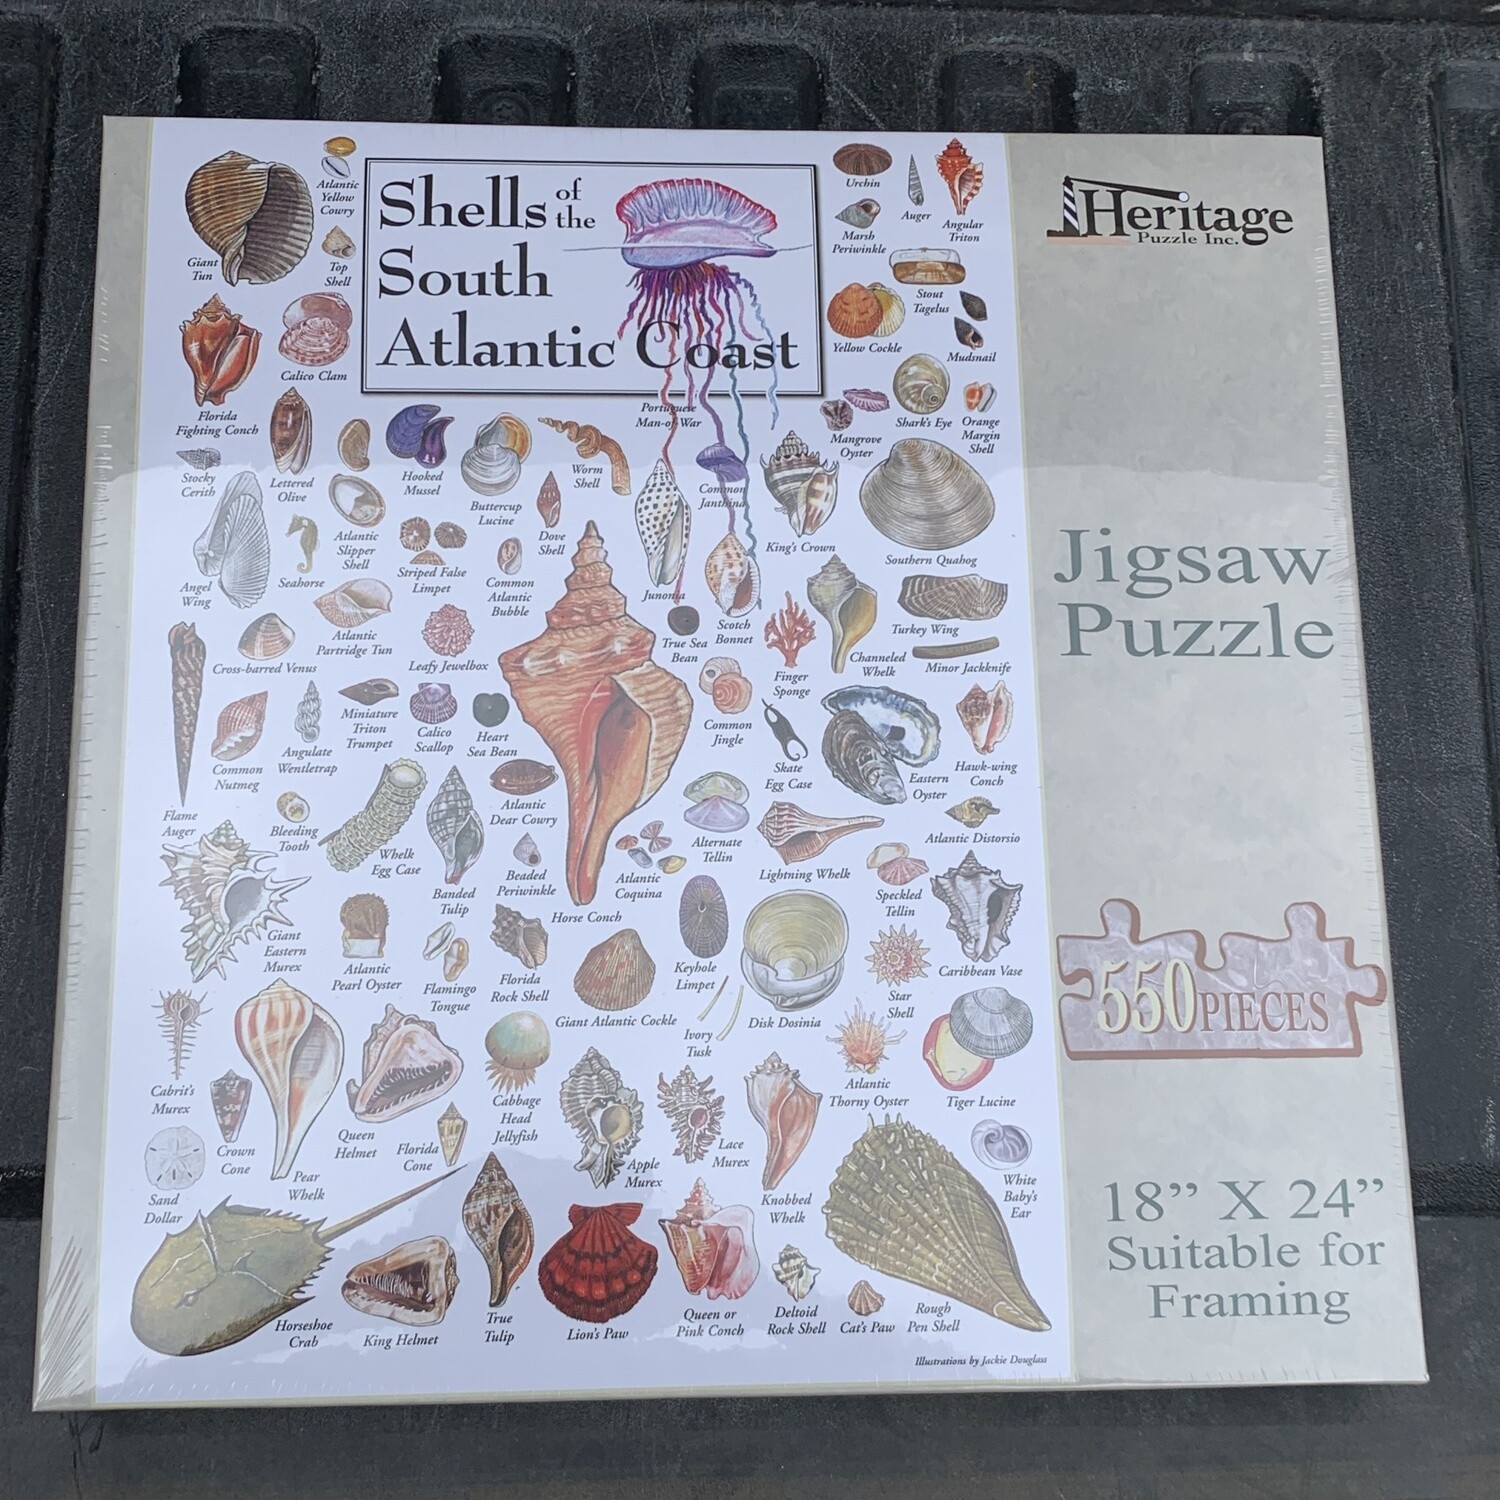 Shells of the
South
Atlantic Coast
Heritage
Puzzle Inc.
Jigsaw
Puzzle
550 PIECES
18” X 24”
Suitable for
Framing
Giant
Tun
Atlantic
Yellow
Cowry
Top
Shell
Urchin
Auger
Angular
Triton
Marsh
Periwinkle
Stout
Tagelus
Yellow Cockle
Mudsnail
Florida
Fighting Conch
Calico Clam
Portuguese
Man-of-War
Mangrove
Oyster
Shark's Eye
Orange
Margin
Shell
Stocky
Cerith
Lettered
Olive
Atlantic
Slipper
Shell
Hooked
Mussel
Buttercup
Lucine
Worm
Shell
Dove
Shell
Common
Janthina
King's Crown
Southern Quahog
Angel
Wing
Seahorse
Striped False
Limpet
Common
Atlantic
Bubble
Junonia
Scotch
Bonnet
True Sea
Bean
Turkey Wing
Channeled
Whelk
Minor Jackknife
Cross-barred Venus
Atlantic
Partridge Tun
Leafy Jewelbox
Finger
Sponge
Common
Jingle
Flame
Auger
Common
Nutmeg
Angulate
Wentletrap
Miniature
Triton
Trumpet
Calico
Scallop
Heart
Sea Bean
Skate
Egg Case
Eastern
Oyster
Hawk-wing
Conch
Bleeding
Tooth
Whelk
Egg Case
Banded
Tulip
Atlantic
Dear Cowry
Beaded
Periwinkle
Horse Conch
Atlantic
Coquina
Alternate
Tellin
Lightning Whelk
Atlantic Distorsio
Speckled
Tellin
Giant
Eastern
Murex
Atlantic
Pearl Oyster
Flamingo
Tongue
Florida
Rock Shell
Giant Atlantic Cockle
Keyhole
Limpet
Ivory
Tusk
Disk Dosinia
Star
Shell
Caribbean Vase
Cabrit's
Murex
Crown
Cone
Pear
Whelk
Queen
Helmet
Florida
Cone
Cabbage
Head
Jellyfish
Apple
Murex
Lace
Murex
Knobbed
Whelk
Atlantic
Thorny Oyster
Tiger Lucine
White
Baby's
Ear
Sand
Dollar
Horseshoe
Crab
King Helmet
True
Tulip
Lion's Paw
Queen or
Pink Conch
Deltoid
Rock Shell
Cat's Paw
Rough
Pen Shell
Illustrations by Jackie Douglass